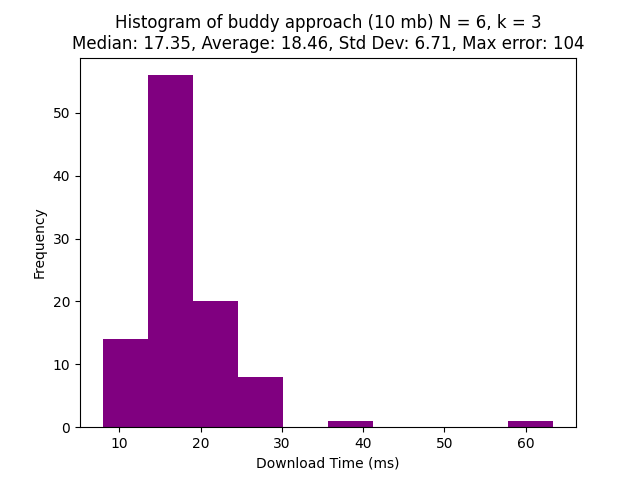 Histogram of buddy approach (10 mb) N = 6, k = 3
Median: 17.35, Average: 18.46, Std Dev: 6.71, Max error: 104
50
40
30
20
10
0
Frequency
10 20 30 40 50 60
Download Time (ms)